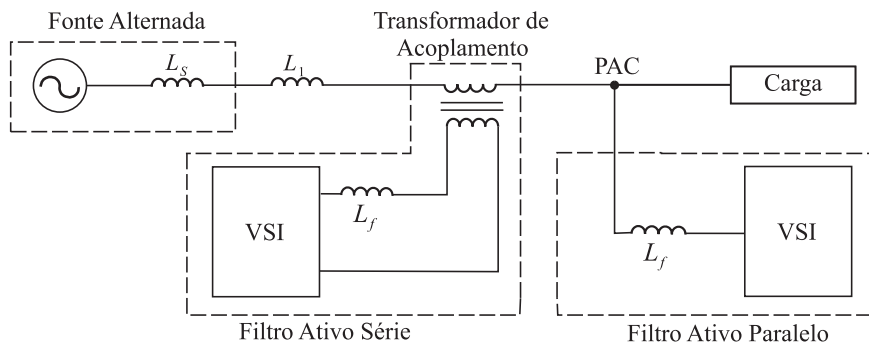 Fonte Alternada
Transformador de
Acoplamento
L_S
L_1
PAC
Carga
VSI
L_f
VSI
L_f
Filtro Ativo Série
Filtro Ativo Paralelo